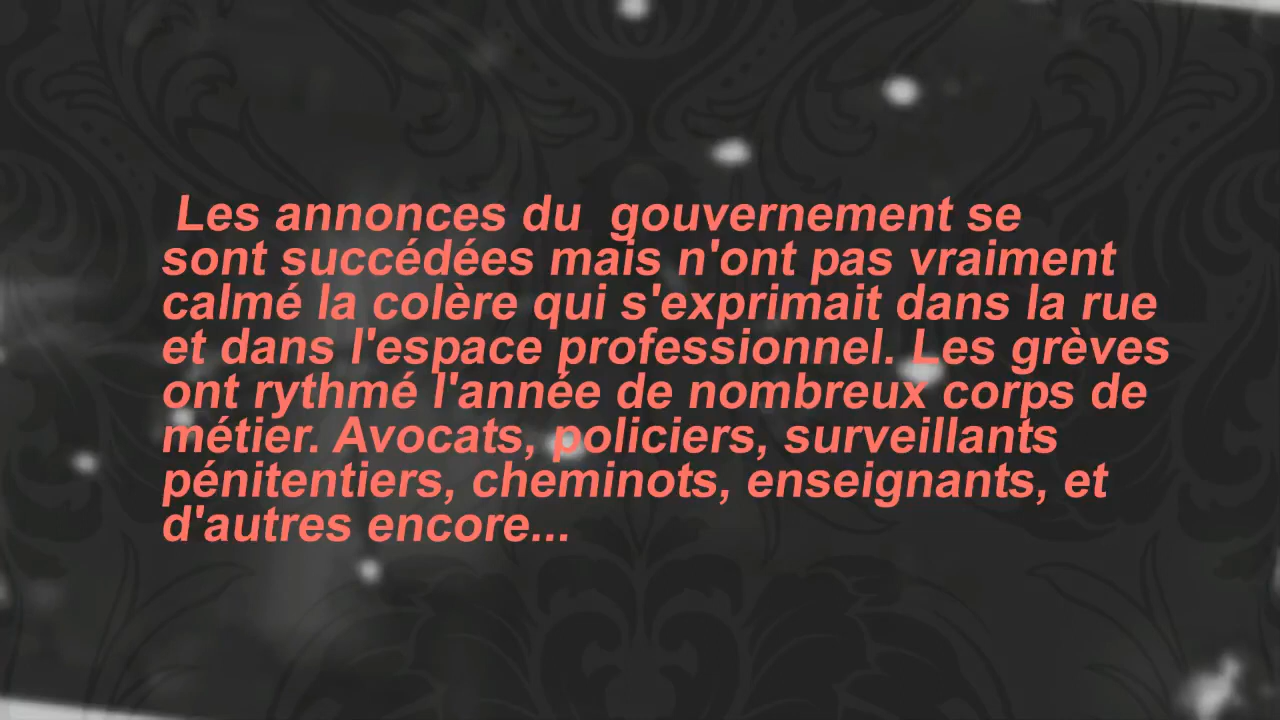 Les annonces du gouvernement se
sont succédées mais n'ont pas vraiment
calmé la colère qui s'exprimait dans la rue
et dans l'espace professionnel. Les grèves
ont rythmé l'année de nombreux corps de
métier. Avocats, policiers, surveillants
pénitentiers, cheminots, enseignants, et
d'autres encore...